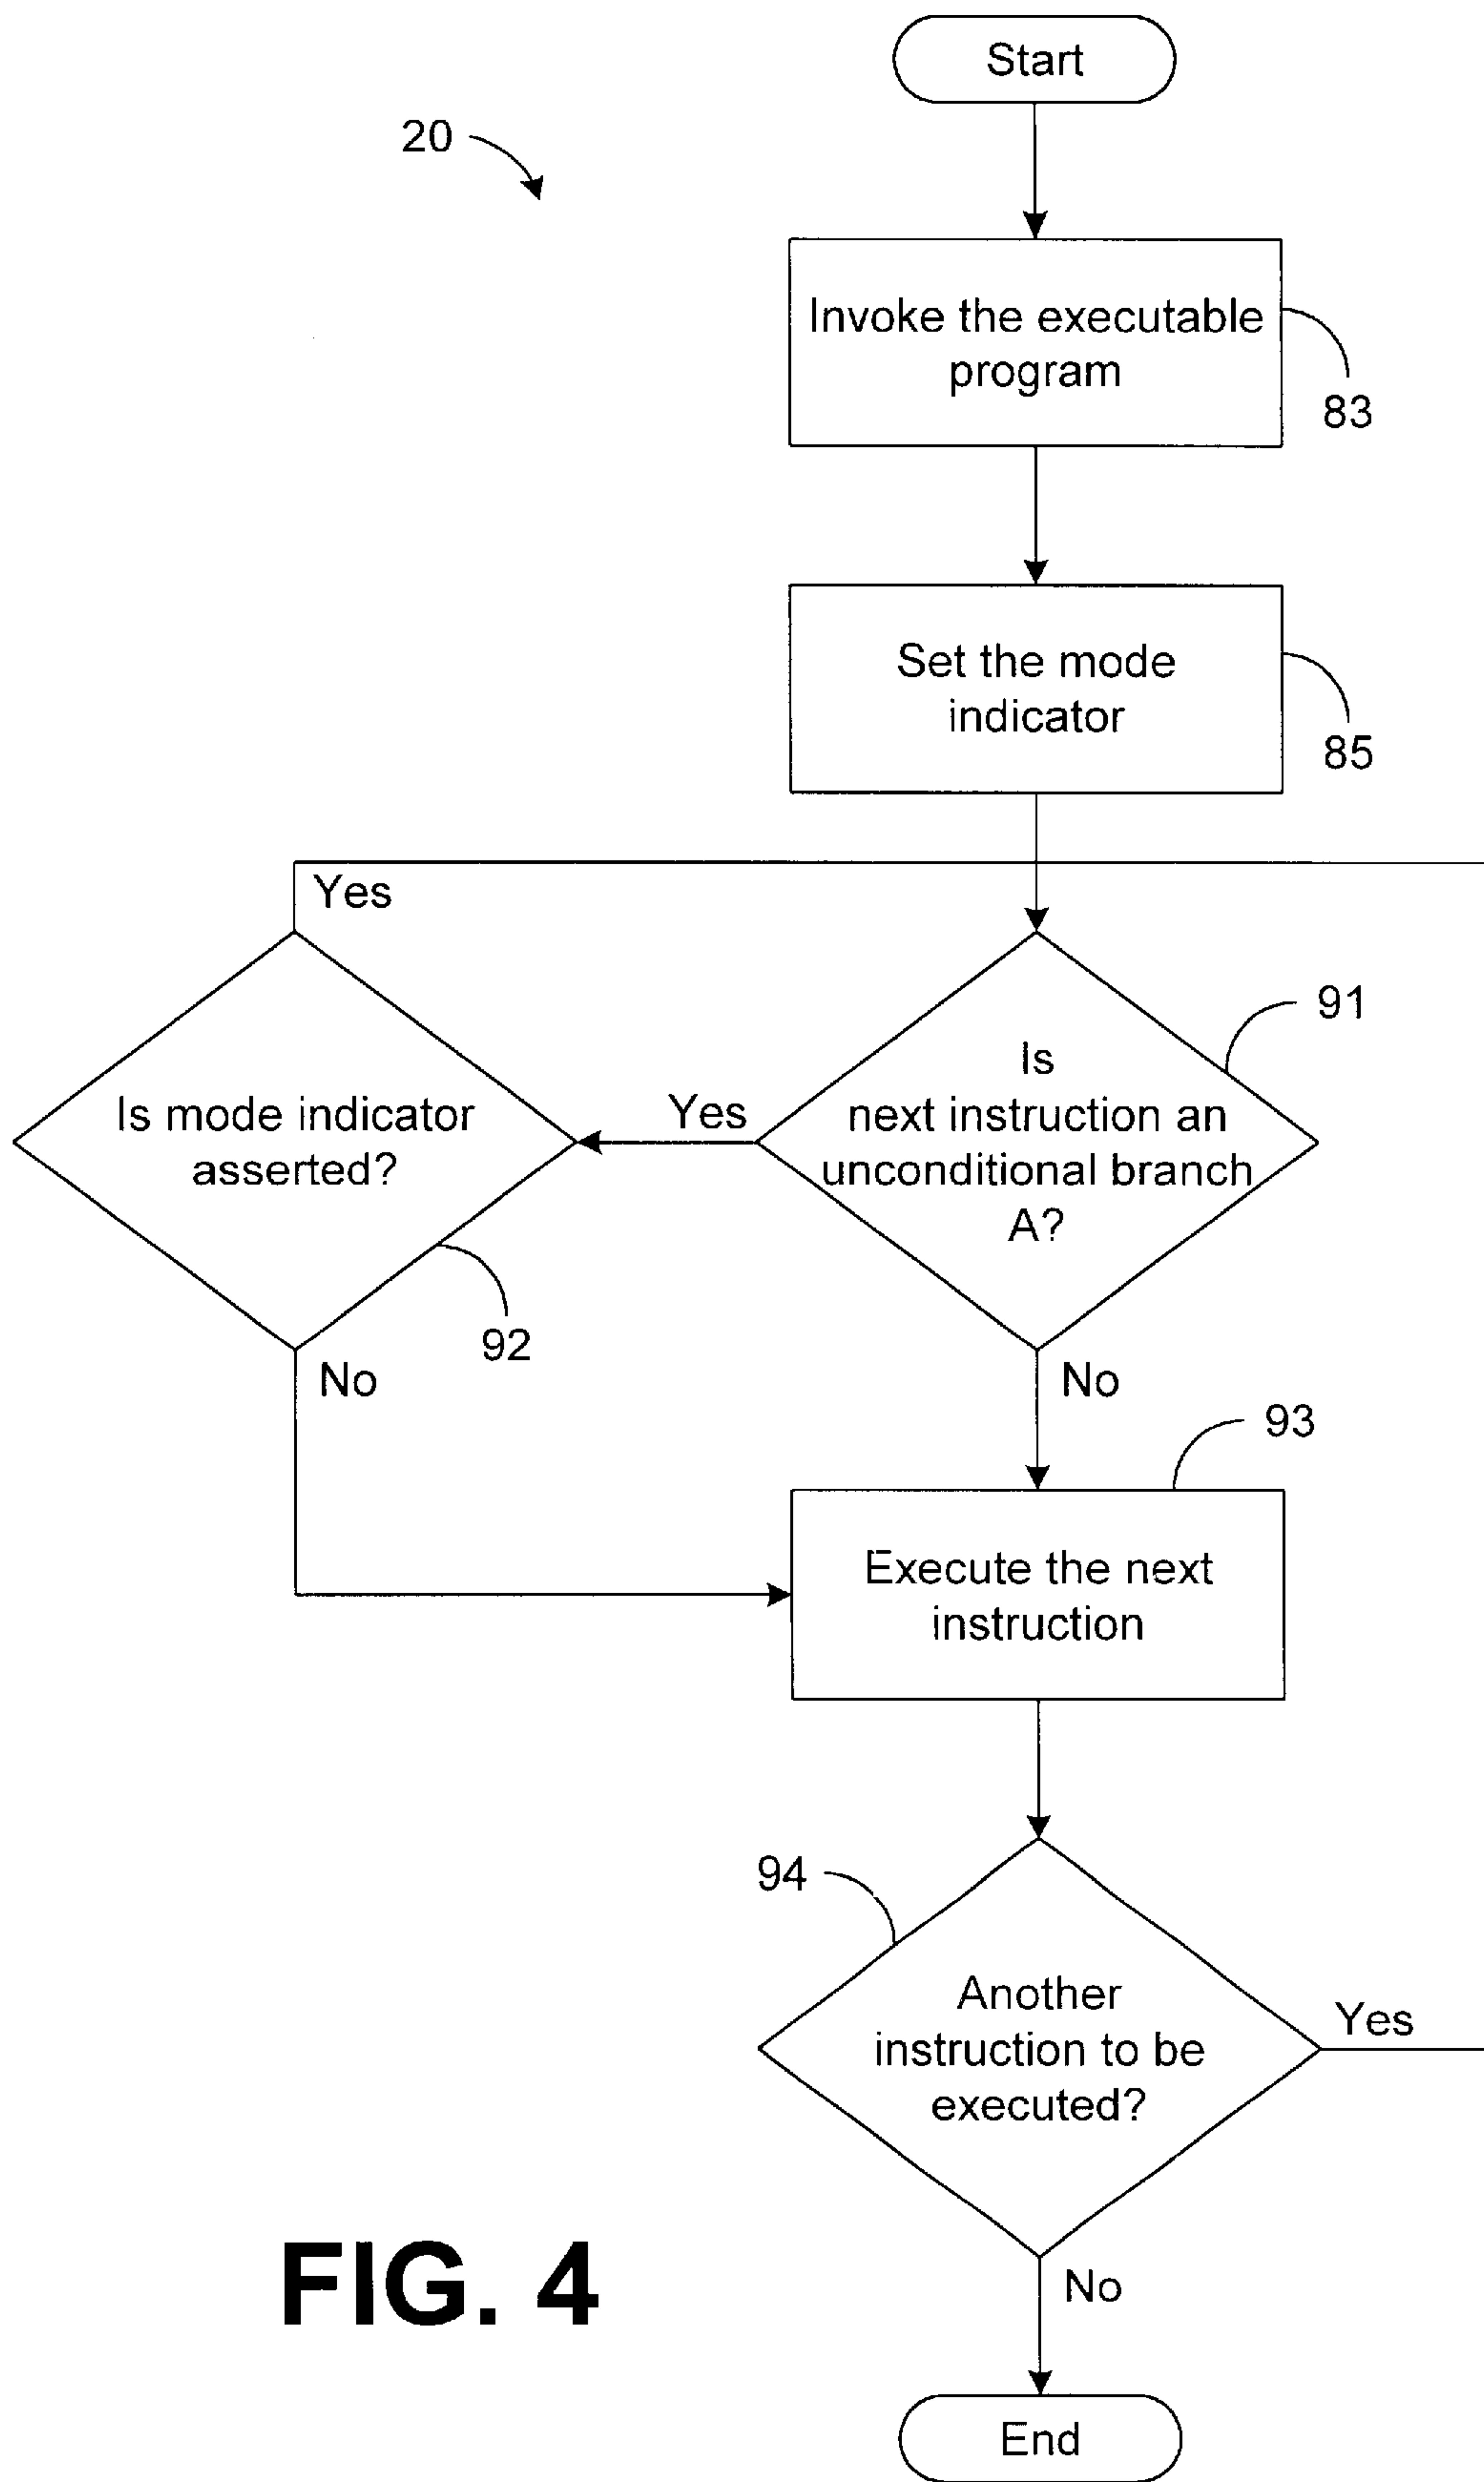 Start
20
Invoke the executable
program
83
Set the mode
indicator
85
Yes
91
Is
next instruction an
unconditional branch
A?
Yes
Is mode indicator
asserted?
92
No
No
93
Execute the next
instruction
94
Another
instruction to be
executed?
Yes
No
FIG. 4
End